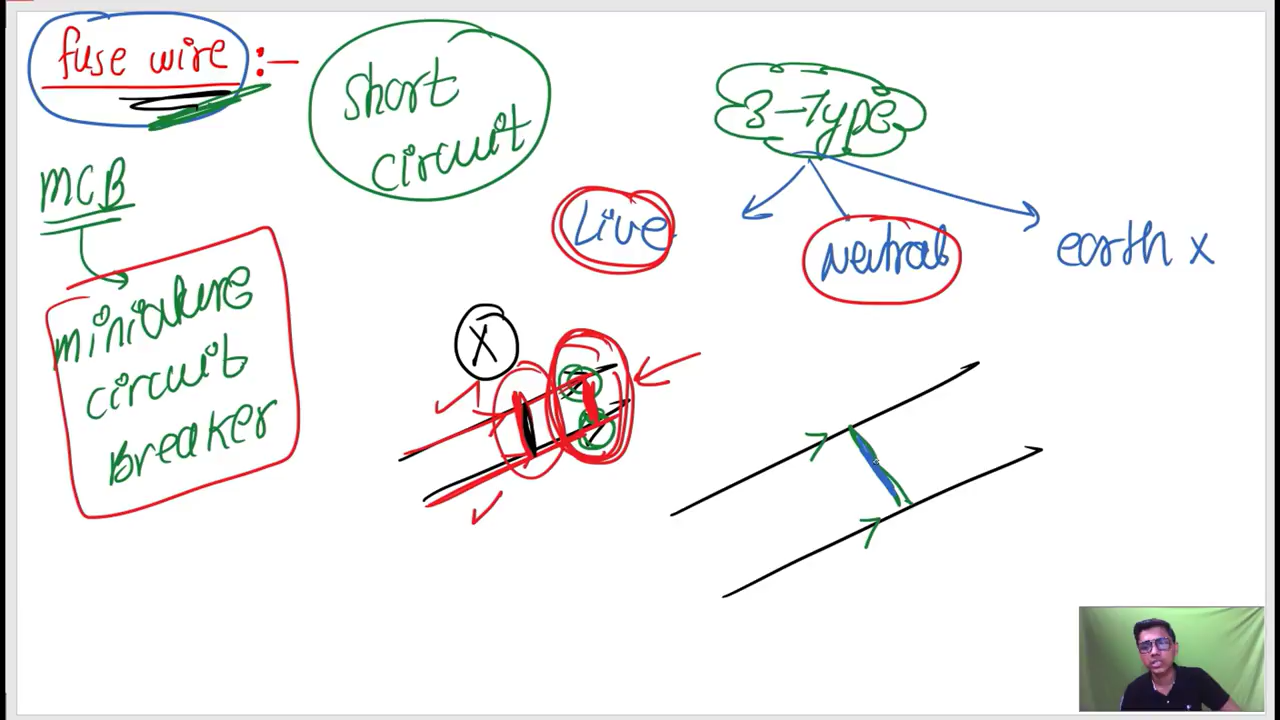 fuse wire :-
short
circuit
3-Type
MCB
Live
Neutral
earth x
miniature
circuit
breaker
X